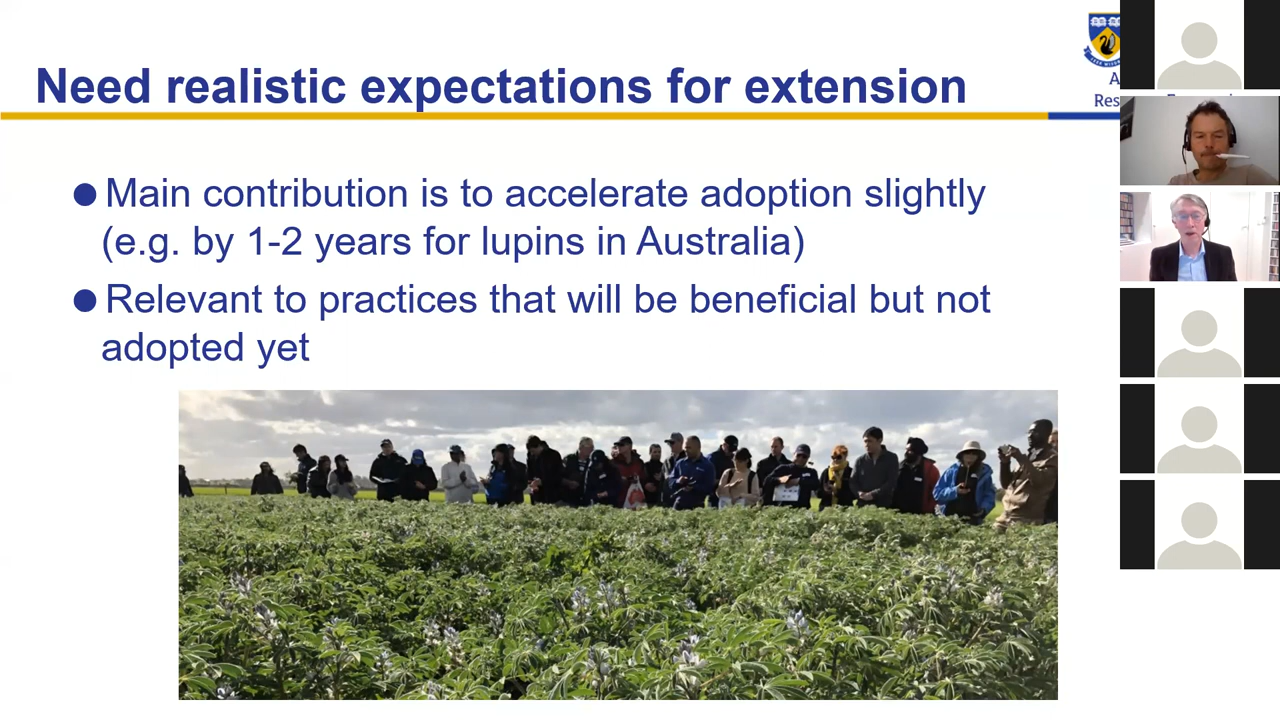 Need realistic expectations for extension
Main contribution is to accelerate adoption slightly
(e.g. by 1-2 years for lupins in Australia)
Relevant to practices that will be beneficial but not
adopted yet